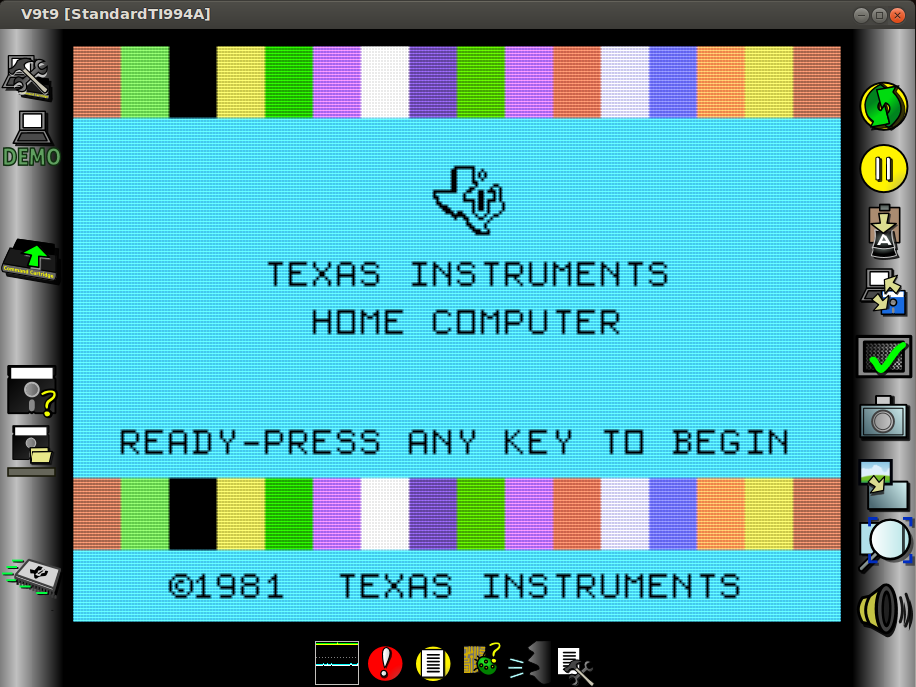 V9t9 [StandardTI994A]
DEMO
Command Cartridge
A
TEXAS INSTRUMENTS
HOME COMPUTER
READY-PRESS ANY KEY TO BEGIN
©1981 TEXAS INSTRUMENTS